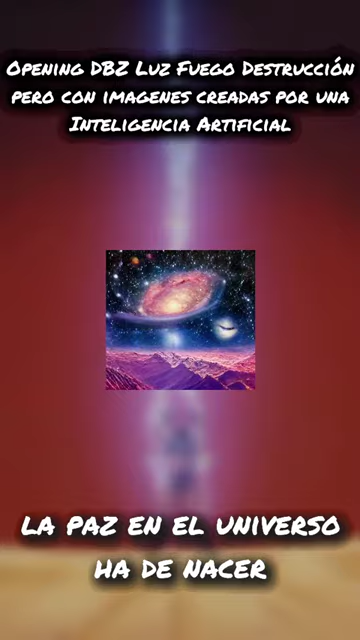 Opening DBZ Luz Fuego Destrucción
pero con imagenes creadas por una
Inteligencia Artificial
la paz en el universo
ha de nacer